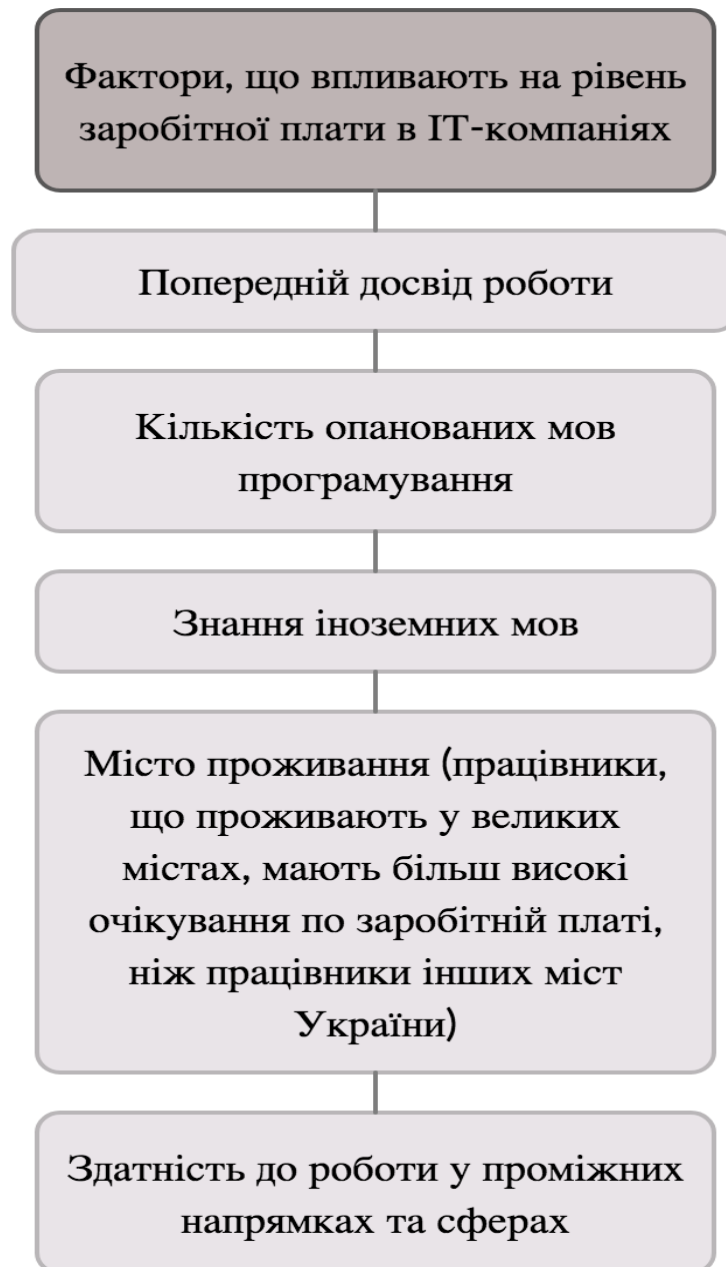 Фактори, що впливають на рівень
заробітної плати в ІТ-компаніях
Попередній досвід роботи
Кількість опанованих мов
програмування
Знання іноземних мов
Місто проживання (працівники,
що проживають у великих
містах, мають більш високі
очікування по заробітній платі,
ніж працівники інших міст
України)
Здатність до роботи у проміжних
напрямках та сферах